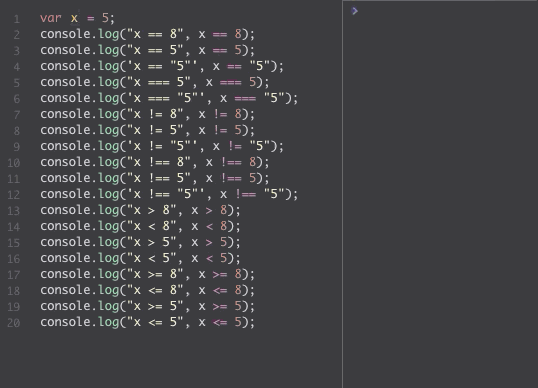 1 var x = 5;
2 console.log("x == 8", x == 8);
3 console.log("x == 5", x == 5);
4 console.log('x == "5"', x == "5");
5 console.log("x === 5", x === 5);
6 console.log('x === "5"', x === "5");
7 console.log("x != 8", x != 8);
8 console.log("x != 5", x != 5);
9 console.log('x != "5"', x != "5");
10 console.log("x !== 8", x !== 8);
11 console.log("x !== 5", x !== 5);
12 console.log('x !== "5"', x !== "5");
13 console.log("x > 8", x > 8);
14 console.log("x < 8", x < 8);
15 console.log("x > 5", x > 5);
16 console.log("x < 5", x < 5);
17 console.log("x >= 8", x >= 8);
18 console.log("x <= 8", x <= 8);
19 console.log("x >= 5", x >= 5);
20 console.log("x <= 5", x <= 5);
>